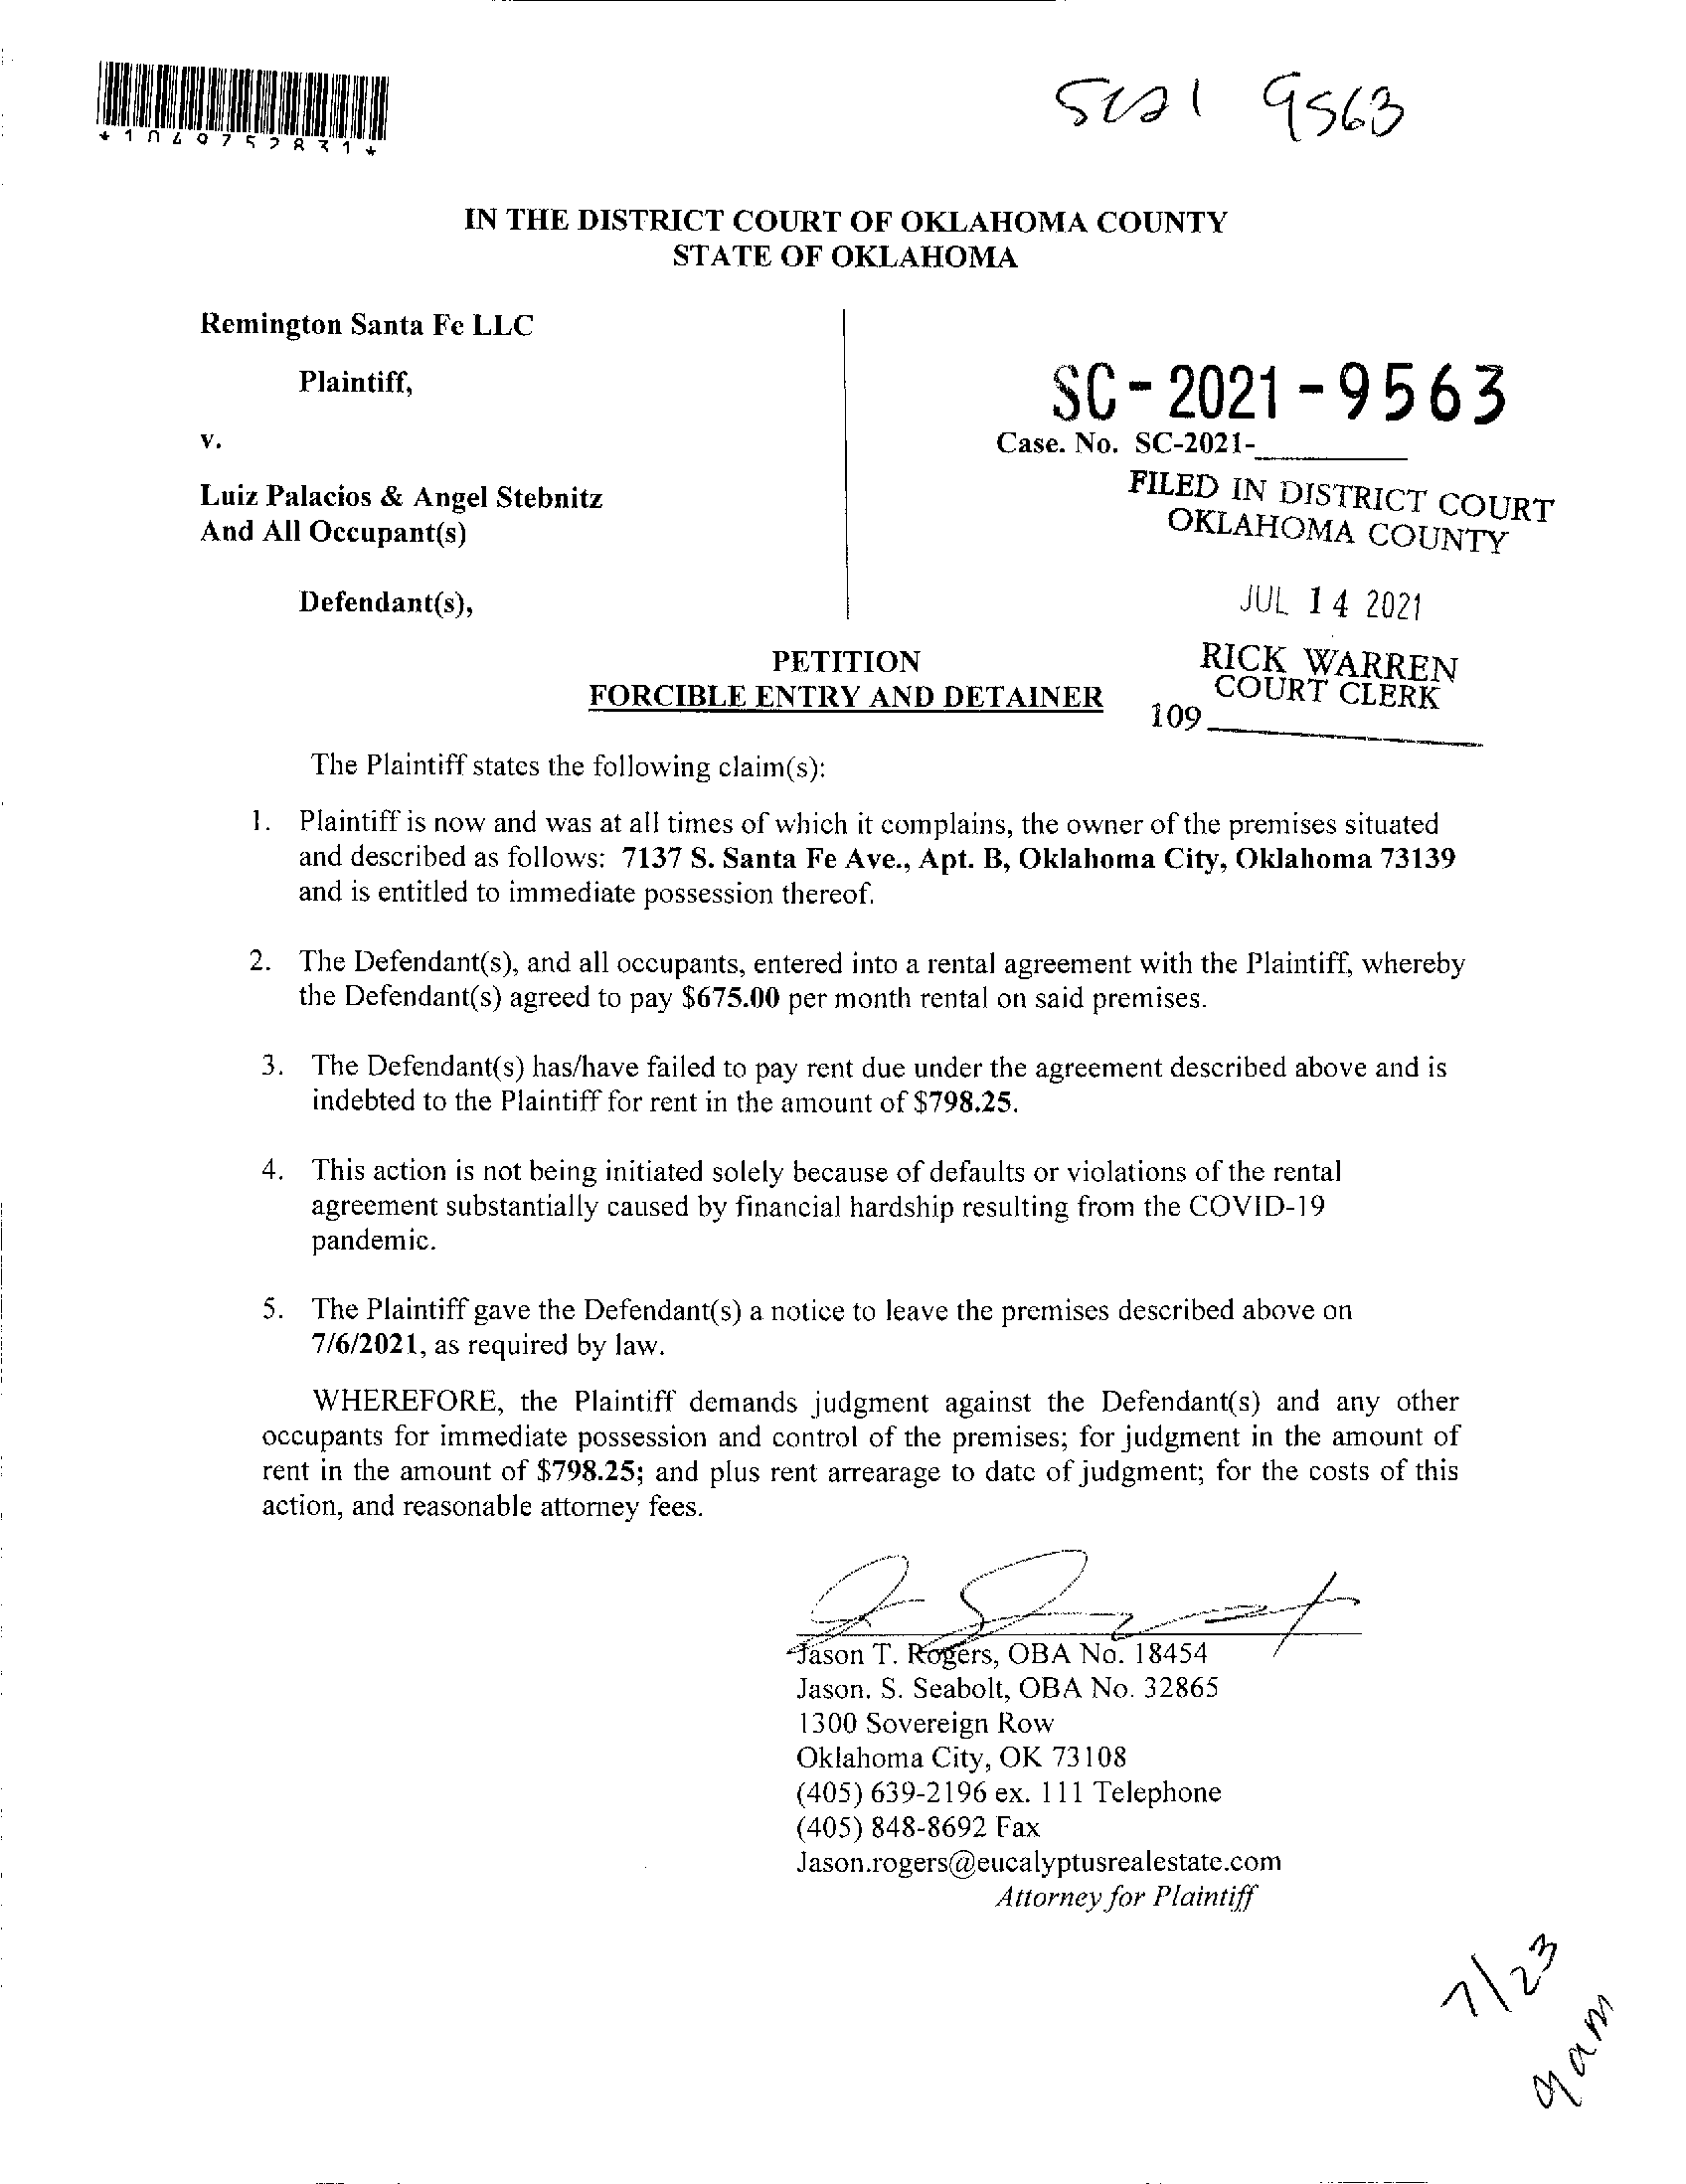 *1049752831*
SC21 9563
IN THE DISTRICT COURT OF OKLAHOMA COUNTY
STATE OF OKLAHOMA
Remington Santa Fe LLC
Plaintiff,
v.
Luiz Palacios & Angel Stebnitz
And All Occupant(s)
Defendant(s),
SC-2021-9563
Case. No. SC-2021-________
FILED IN DISTRICT COURT
OKLAHOMA COUNTY
JUL 14 2021
RICK WARREN
COURT CLERK
109
PETITION
FORCIBLE ENTRY AND DETAINER
The Plaintiff states the following claim(s):
1. Plaintiff is now and was at all times of which it complains, the owner of the premises situated
and described as follows: 7137 S. Santa Fe Ave., Apt. B, Oklahoma City, Oklahoma 73139
and is entitled to immediate possession thereof.
2. The Defendant(s), and all occupants, entered into a rental agreement with the Plaintiff, whereby
the Defendant(s) agreed to pay $675.00 per month rental on said premises.
3. The Defendant(s) has/have failed to pay rent due under the agreement described above and is
indebted to the Plaintiff for rent in the amount of $798.25.
4. This action is not being initiated solely because of defaults or violations of the rental
agreement substantially caused by financial hardship resulting from the COVID-19
pandemic.
5. The Plaintiff gave the Defendant(s) a notice to leave the premises described above on
7/6/2021, as required by law.
WHEREFORE, the Plaintiff demands judgment against the Defendant(s) and any other
occupants for immediate possession and control of the premises; for judgment in the amount of
rent in the amount of $798.25; and plus rent arrearage to date of judgment; for the costs of this
action, and reasonable attorney fees.
Jason T. Rogers, OBA No. 18454
Jason. S. Seabolt, OBA No. 32865
1300 Sovereign Row
Oklahoma City, OK 73108
(405) 639-2196 ex. 111 Telephone
(405) 848-8692 Fax
Jason.rogers@eucalyptusrealestate.com
Attorney for Plaintiff
7/23
9am